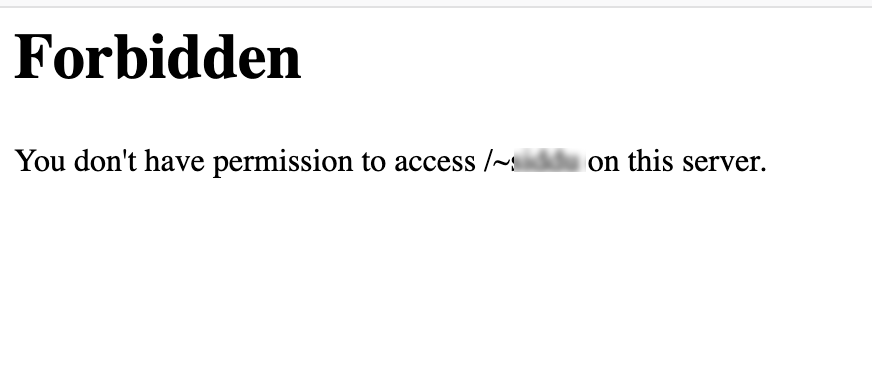 Forbidden
You don't have permission to access /~ on this server.